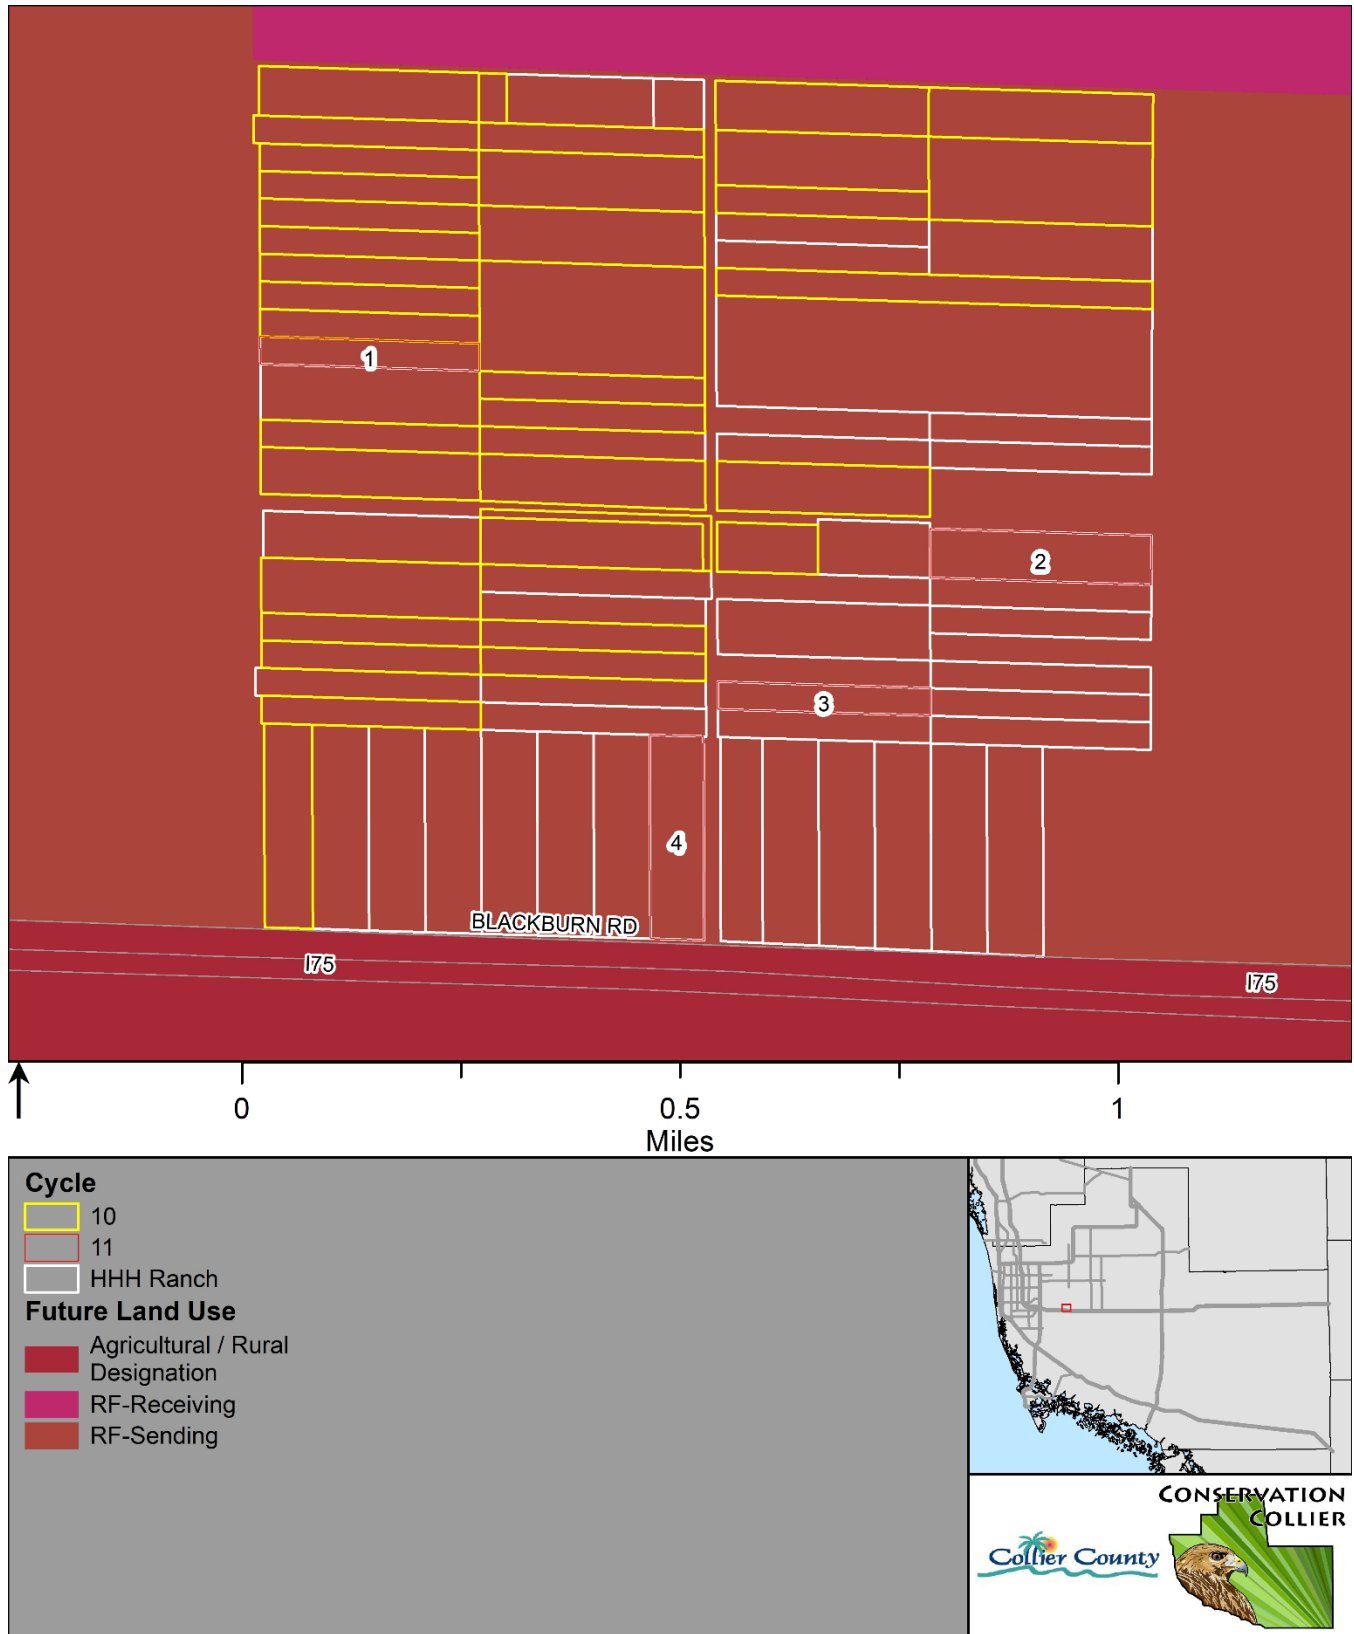 1
2
3
4
BLACKBURN RD
I75
I75
0
0.5
1
Miles
Cycle
10
11
HHH Ranch
Future Land Use
Agricultural / Rural
Designation
RF-Receiving
RF-Sending
CONSERVATION
COLLIER
Collier County